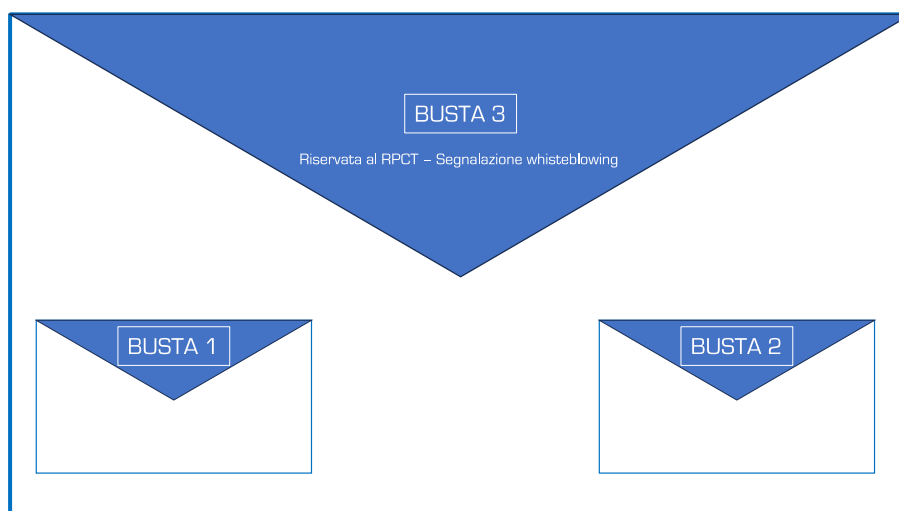 BUSTA 3
Riservata al RPCT – Segnalazione whisteblowing
BUSTA 1
BUSTA 2